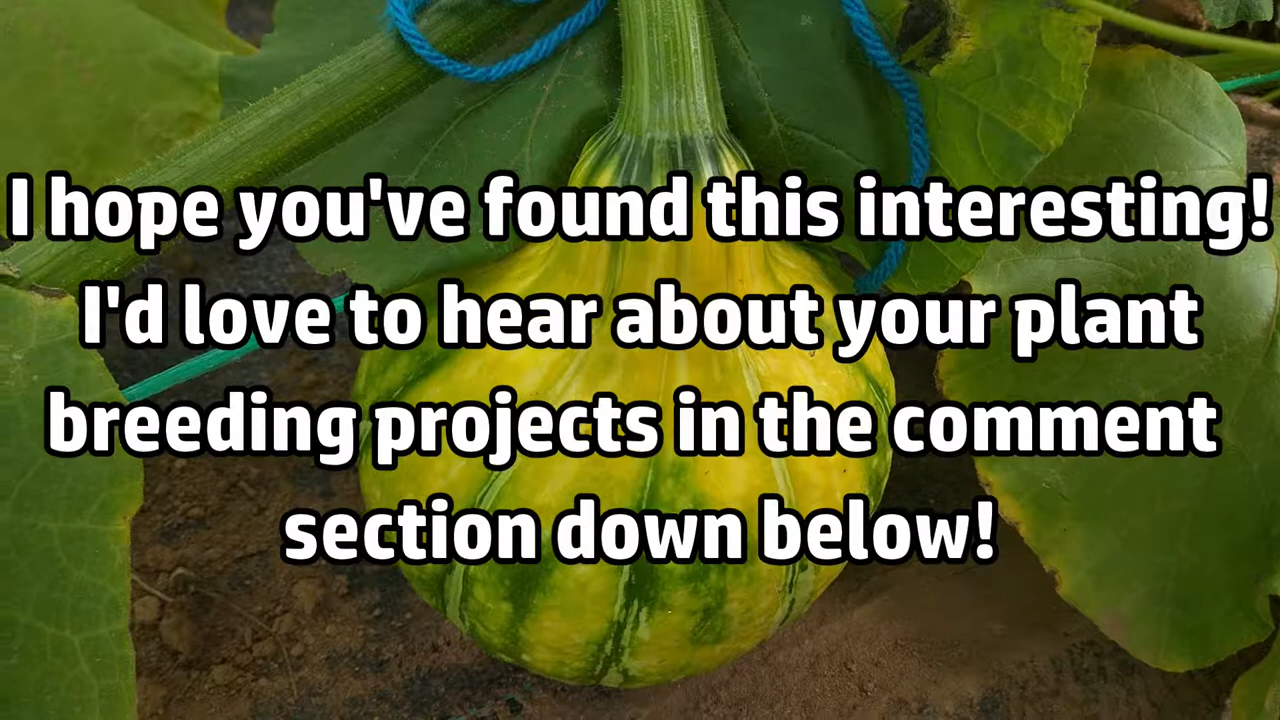 I hope you've found this interesting!
I'd love to hear about your plant
breeding projects in the comment
section down below!